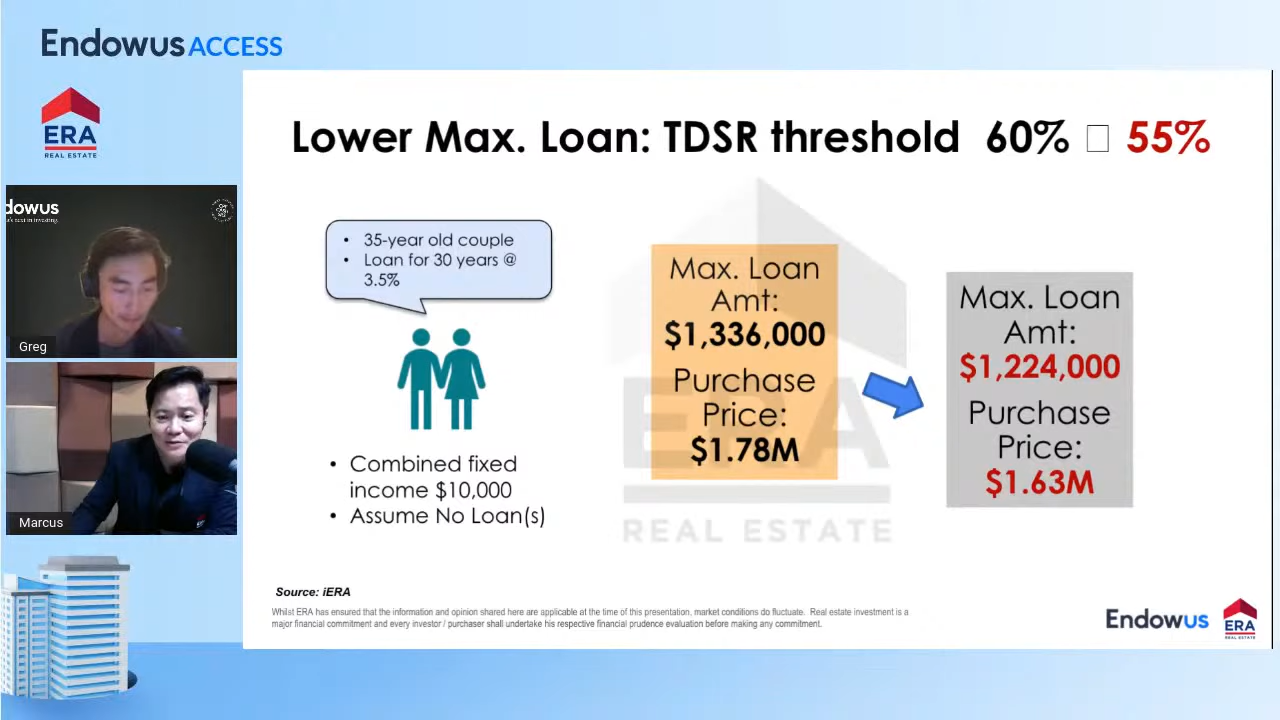 Endowus ACCESS
ERA
REAL ESTATE
dowus
Greg
Marcus
Lower Max. Loan: TDSR threshold 60% □ 55%
• 35-year old couple
• Loan for 30 years @
3.5%
• Combined fixed
income $10,000
• Assume No Loan(s)
Max. Loan
Amt:
$1,336,000
Purchase
Price:
$1.78M
Max. Loan
Amt:
$1,224,000
Purchase
Price:
$1.63M
ERA
REAL ESTATE
Source: iERA
Whilst ERA has ensured that the information and opinion shared here are applicable at the time of this presentation, market conditions do fluctuate. Real estate investment is a
major financial commitment and every investor / purchaser shall undertake his respective financial prudence evaluation before making any commitment.
Endowus
ERA
REAL ESTATE